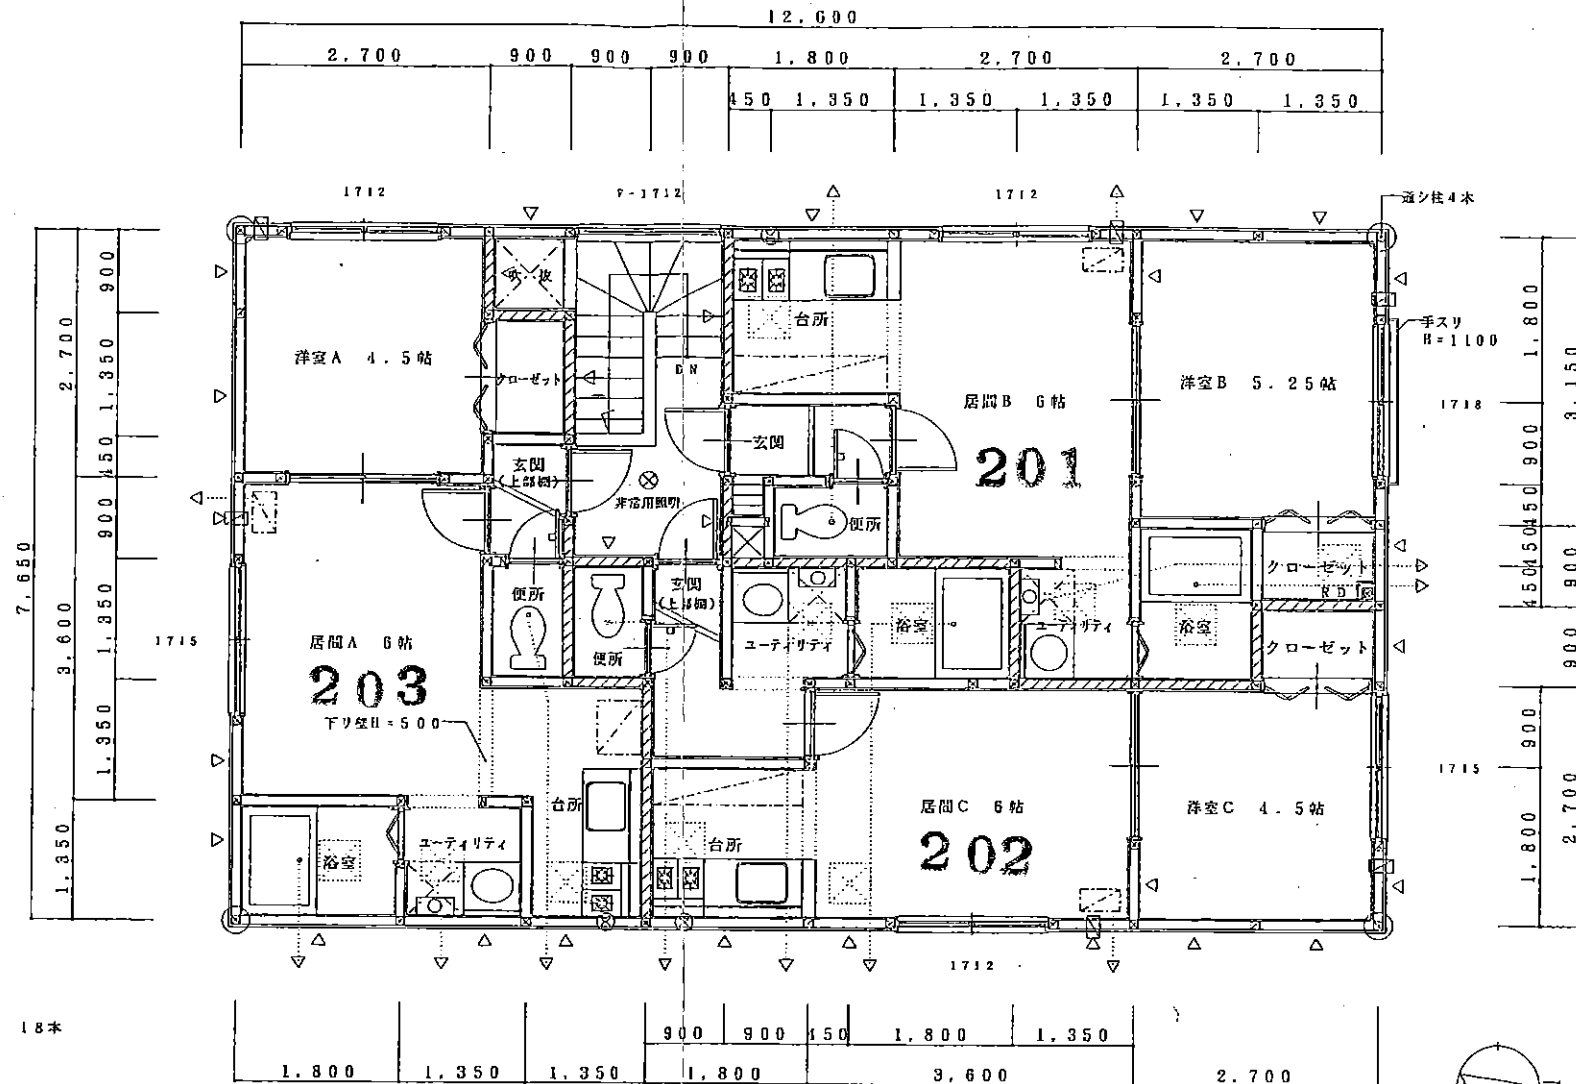 12,600
2,700 900 900 900 1,800 2,700 2,700
450 1,350 1,350 1,350 1,350 1,350
1712 F-1712 1712
通シ柱4本
吹抜
手スリ
H=1100
台所
洋室A 4.5帖
DN
クローゼット
洋室B 5.25帖
居間B 6帖
1718
玄関
201
玄関
(上部棚)
非常用照明
便所
クローゼット
玄関
(上部棚)
便所
浴室
ユーティリティ
浴室
ユーティリティ
クローゼット
便所
居間A 6帖
203
下リ壁H=500
1715
1715
台所
居間C 6帖
洋室C 4.5帖
ユーティリティ
浴室
台所
202
1712
7,650
2,700
3,600
1,350
900
1,350
450
900
1,350
1,350
1,800
900
450
450
450
900
900
900
1,800
3,150
2,700
18本
900 900 450 1,800 1,350
1,800 1,350 1,350 1,800 3,600 2,700